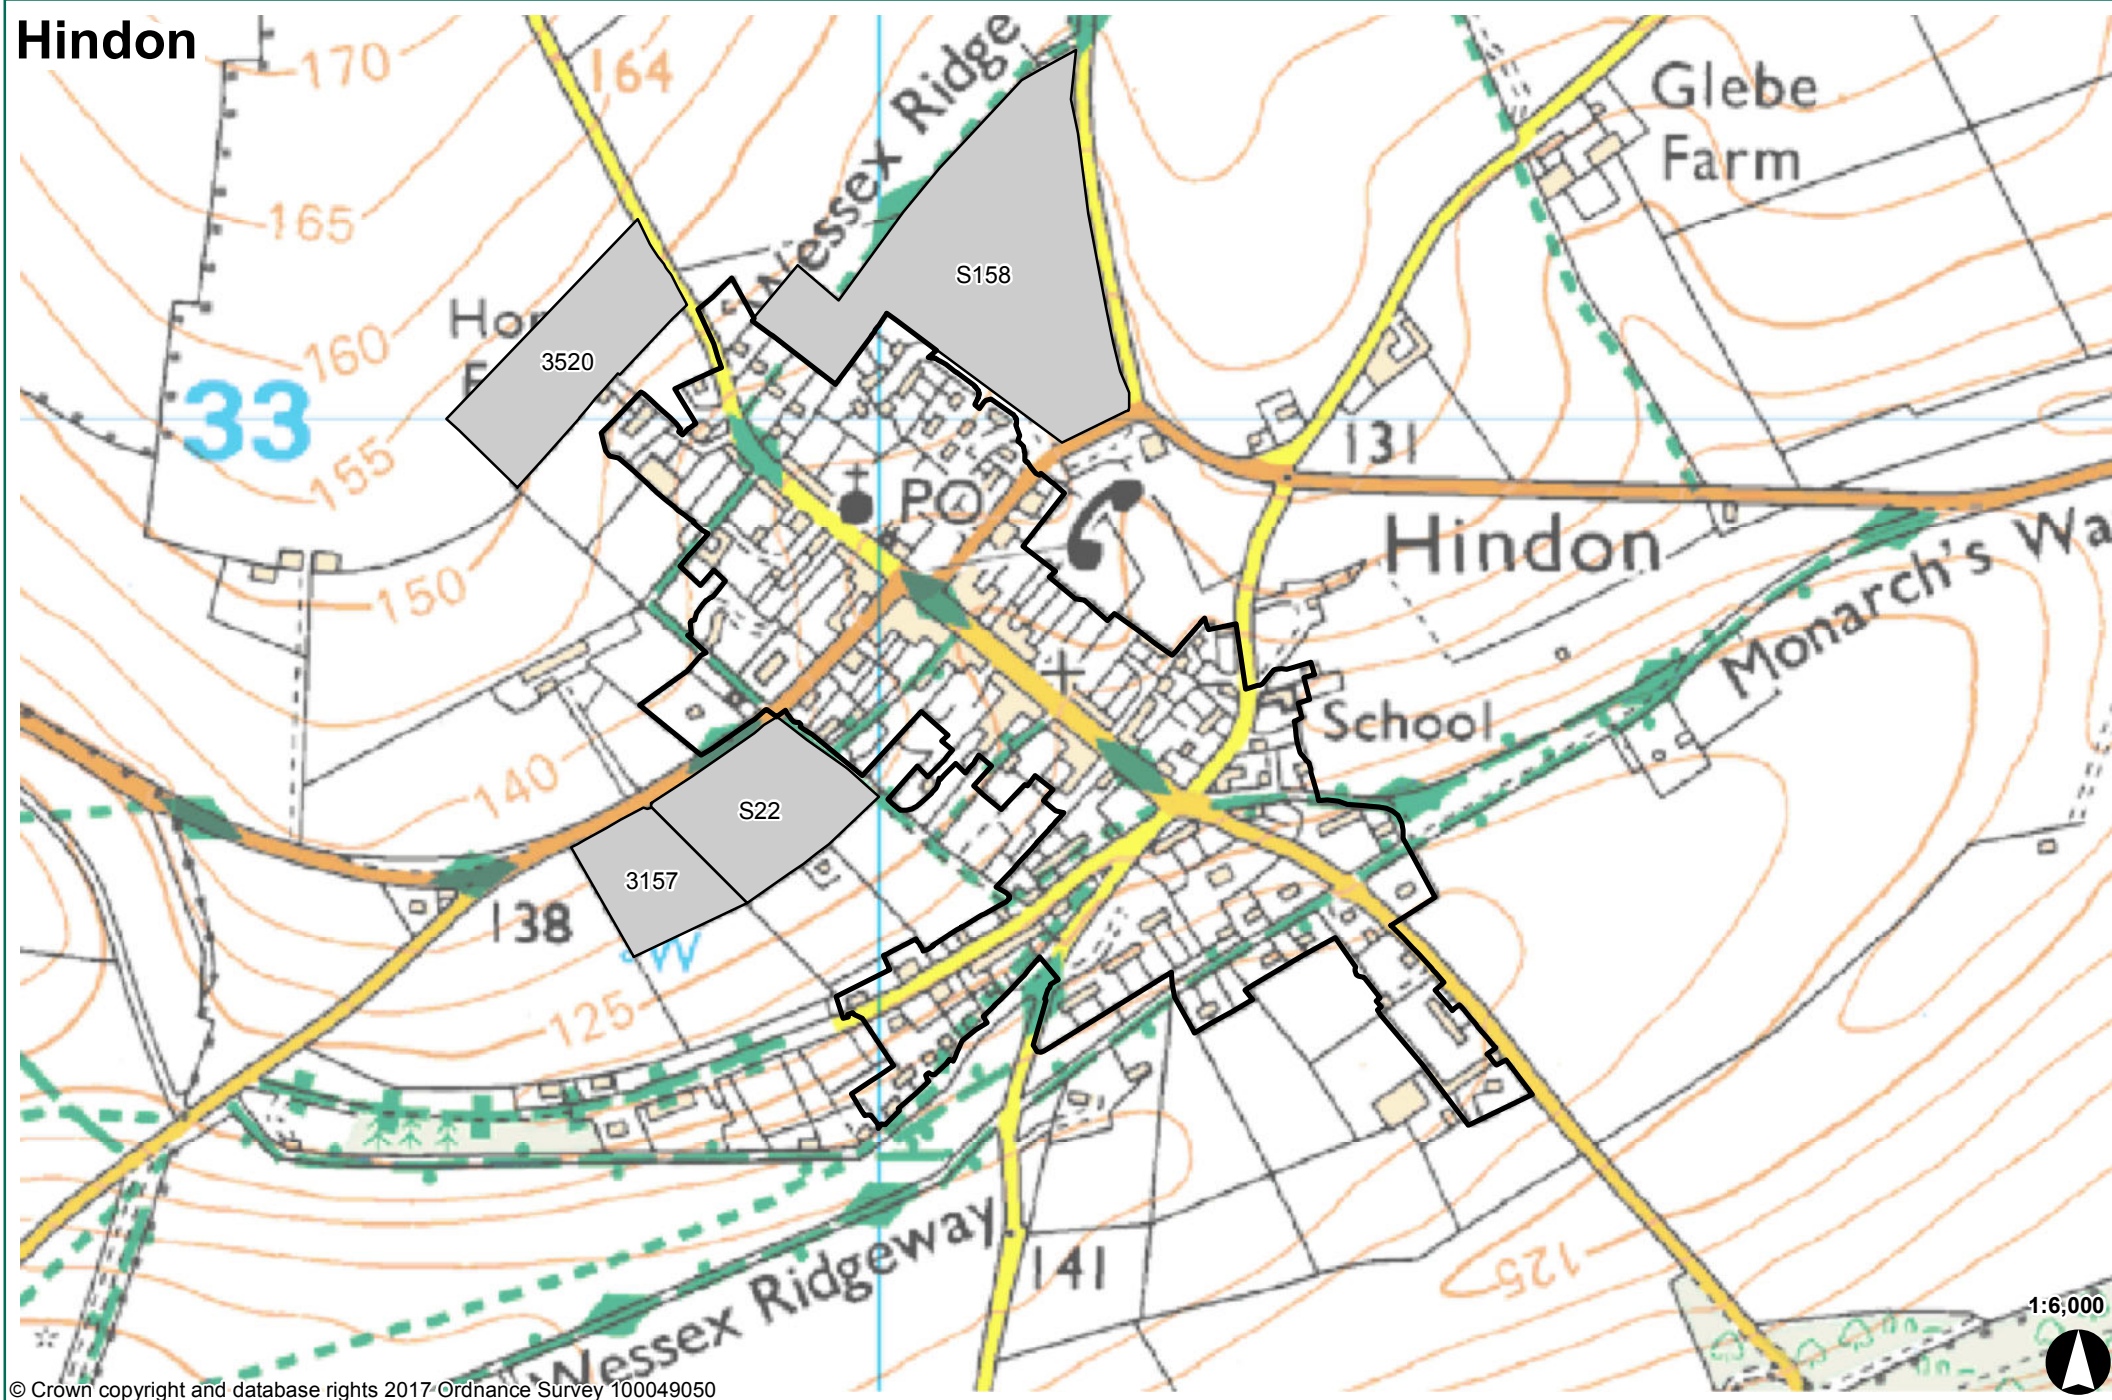 Hindon
170
164
Wessex Ridge
Glebe
Farm
165
S158
160
3520
33
155
131
PO
Hindon
150
Monarch's Wa
School
140
S22
3157
138
W
125
Wessex Ridgeway
141
125
1:6,000
© Crown copyright and database rights 2017 Ordnance Survey 100049050